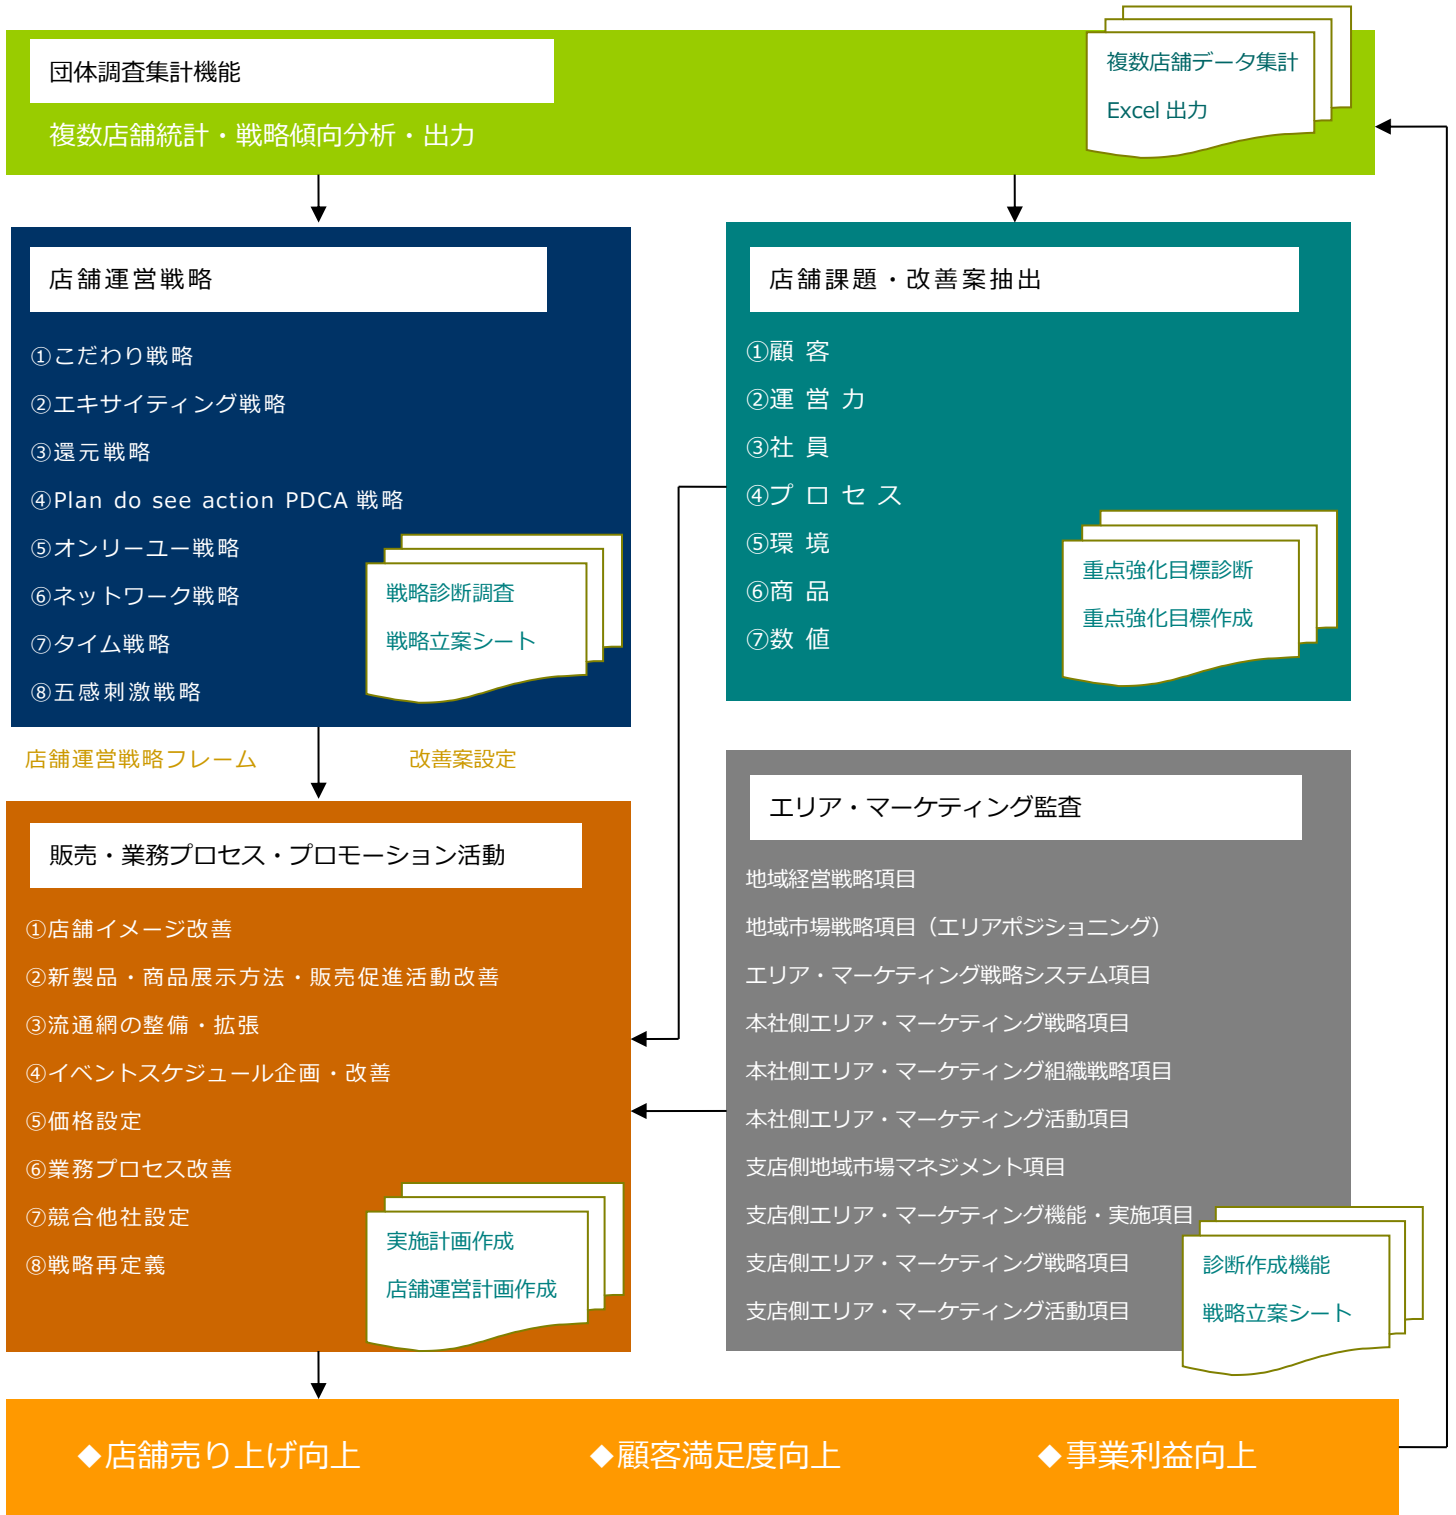 団体調査集計機能
複数店舗統計・戦略傾向分析・出力
複数店舗データ集計
Excel 出力
店舗運営戦略
①こだわり戦略
②エキサイティング戦略
③還元戦略
④Plan do see action PDCA 戦略
⑤オンリーユー戦略
⑥ネットワーク戦略
⑦タイム戦略
⑧五感刺激戦略
戦略診断調査
戦略立案シート
店舗課題・改善案抽出
①顧 客
②運 営 力
③社 員
④プ ロ セ ス
⑤環 境
⑥商 品
⑦数 値
重点強化目標診断
重点強化目標作成
店舗運営戦略フレーム
改善案設定
販売・業務プロセス・プロモーション活動
①店舗イメージ改善
②新製品・商品展示方法・販売促進活動改善
③流通網の整備・拡張
④イベントスケジュール企画・改善
⑤価格設定
⑥業務プロセス改善
⑦競合他社設定
⑧戦略再定義
実施計画作成
店舗運営計画作成
エリア・マーケティング監査
地域経営戦略項目
地域市場戦略項目（エリアポジショニング）
エリア・マーケティング戦略システム項目
本社側エリア・マーケティング戦略項目
本社側エリア・マーケティング組織戦略項目
本社側エリア・マーケティング活動項目
支店側地域市場マネジメント項目
支店側エリア・マーケティング機能・実施項目
支店側エリア・マーケティング戦略項目
支店側エリア・マーケティング活動項目
診断作成機能
戦略立案シート
◆店舗売り上げ向上
◆顧客満足度向上
◆事業利益向上